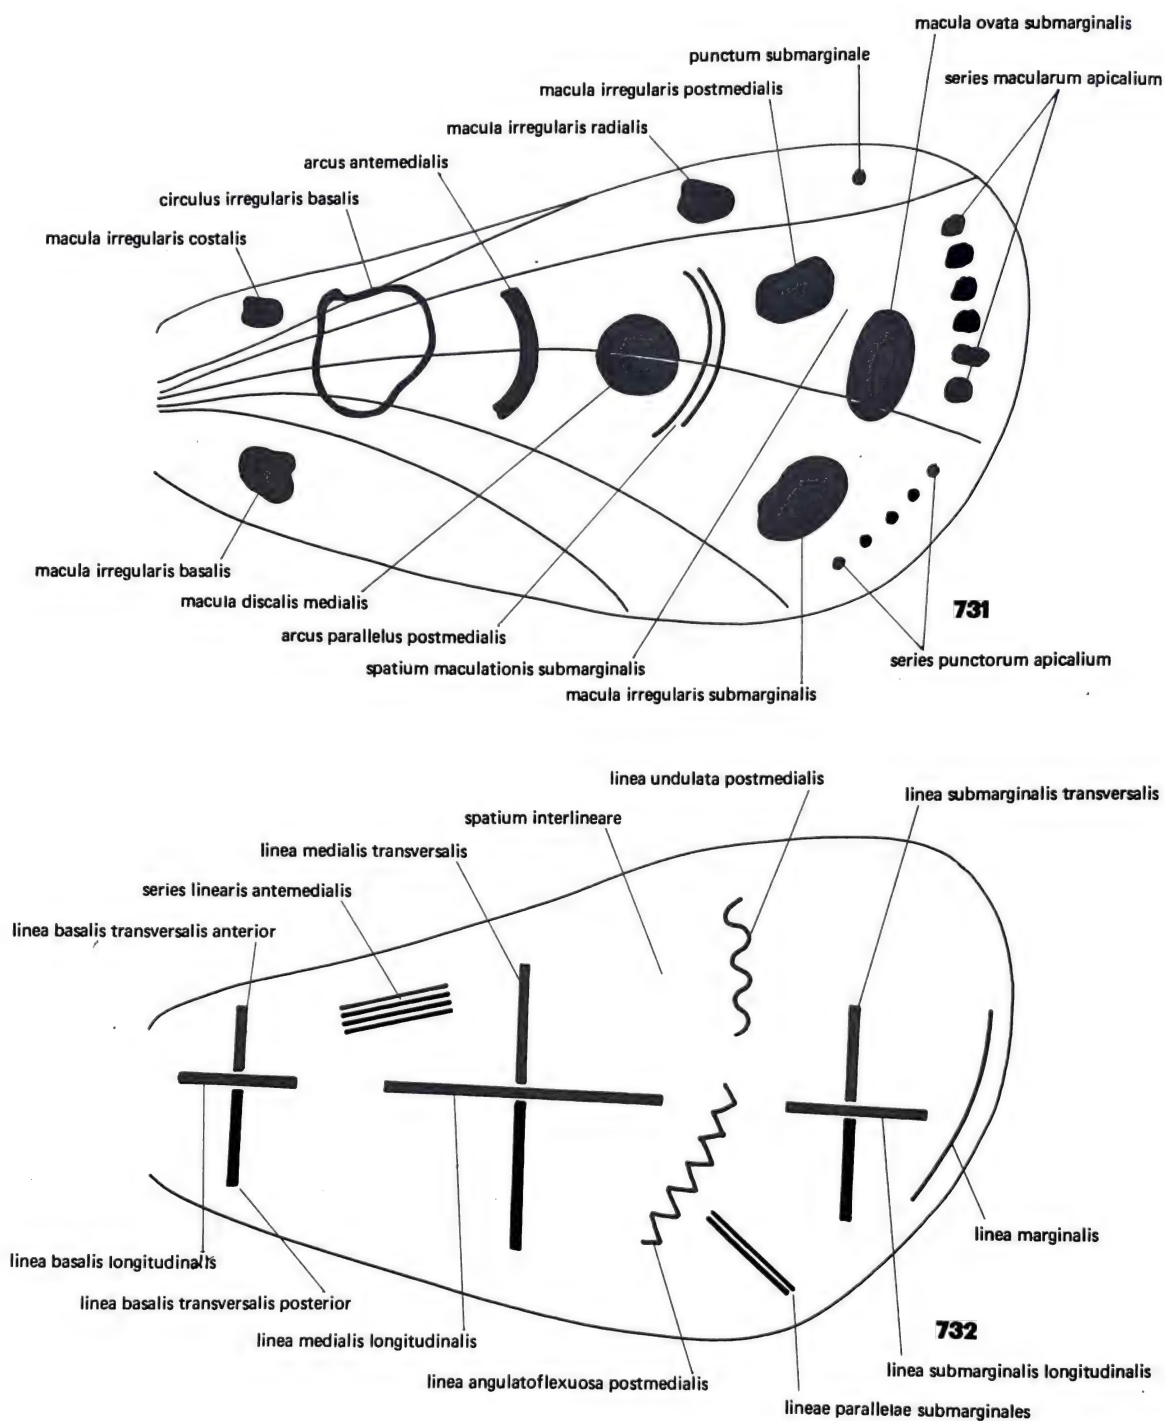 macula ovata submarginalis
punctum submarginale
series macularum apicalium
macula irregularis postmedialis
macula irregularis radialis
arcus antemedialis
circulus irregularis basalis
macula irregularis costalis
macula irregularis basalis
macula discalis medialis
arcus parallelus postmedialis
spatium maculationis submarginalis
macula irregularis submarginalis
731
series punctorum apicalium
linea undulata postmedialis
linea submarginalis transversalis
spatium interlineare
linea medialis transversalis
series linearis antemedialis
linea basalis transversalis anterior
linea marginalis
linea basalis longitudinalis
linea basalis transversalis posterior
732
linea medialis longitudinalis
linea submarginalis longitudinalis
linea angulatoflexuosa postmedialis
lineae parallelae submarginales